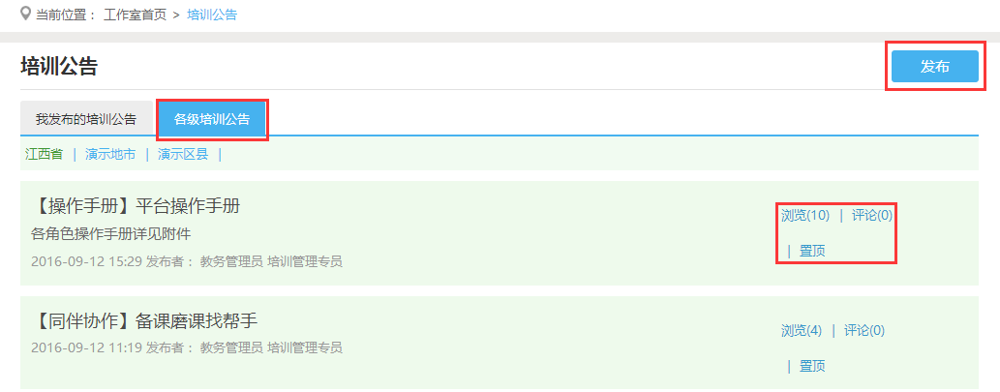 当前位置： 工作室首页 > 培训公告
培训公告
发布
我发布的培训公告 各级培训公告
江西省 | 演示地市 | 演示区县 |
【操作手册】平台操作手册
各角色操作手册详见附件
2016-09-12 15:29 发布者： 教务管理员 培训管理专员
浏览(10) | 评论(0)
| 置顶
【同伴协作】备课磨课找帮手
2016-09-12 11:19 发布者： 教务管理员 培训管理专员
浏览(4) | 评论(0)
| 置顶